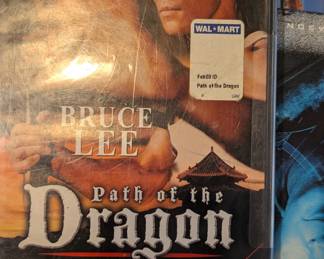 WAL★MART
Path of the Dragon
BRUCE
LEE
Path of the
Dragon